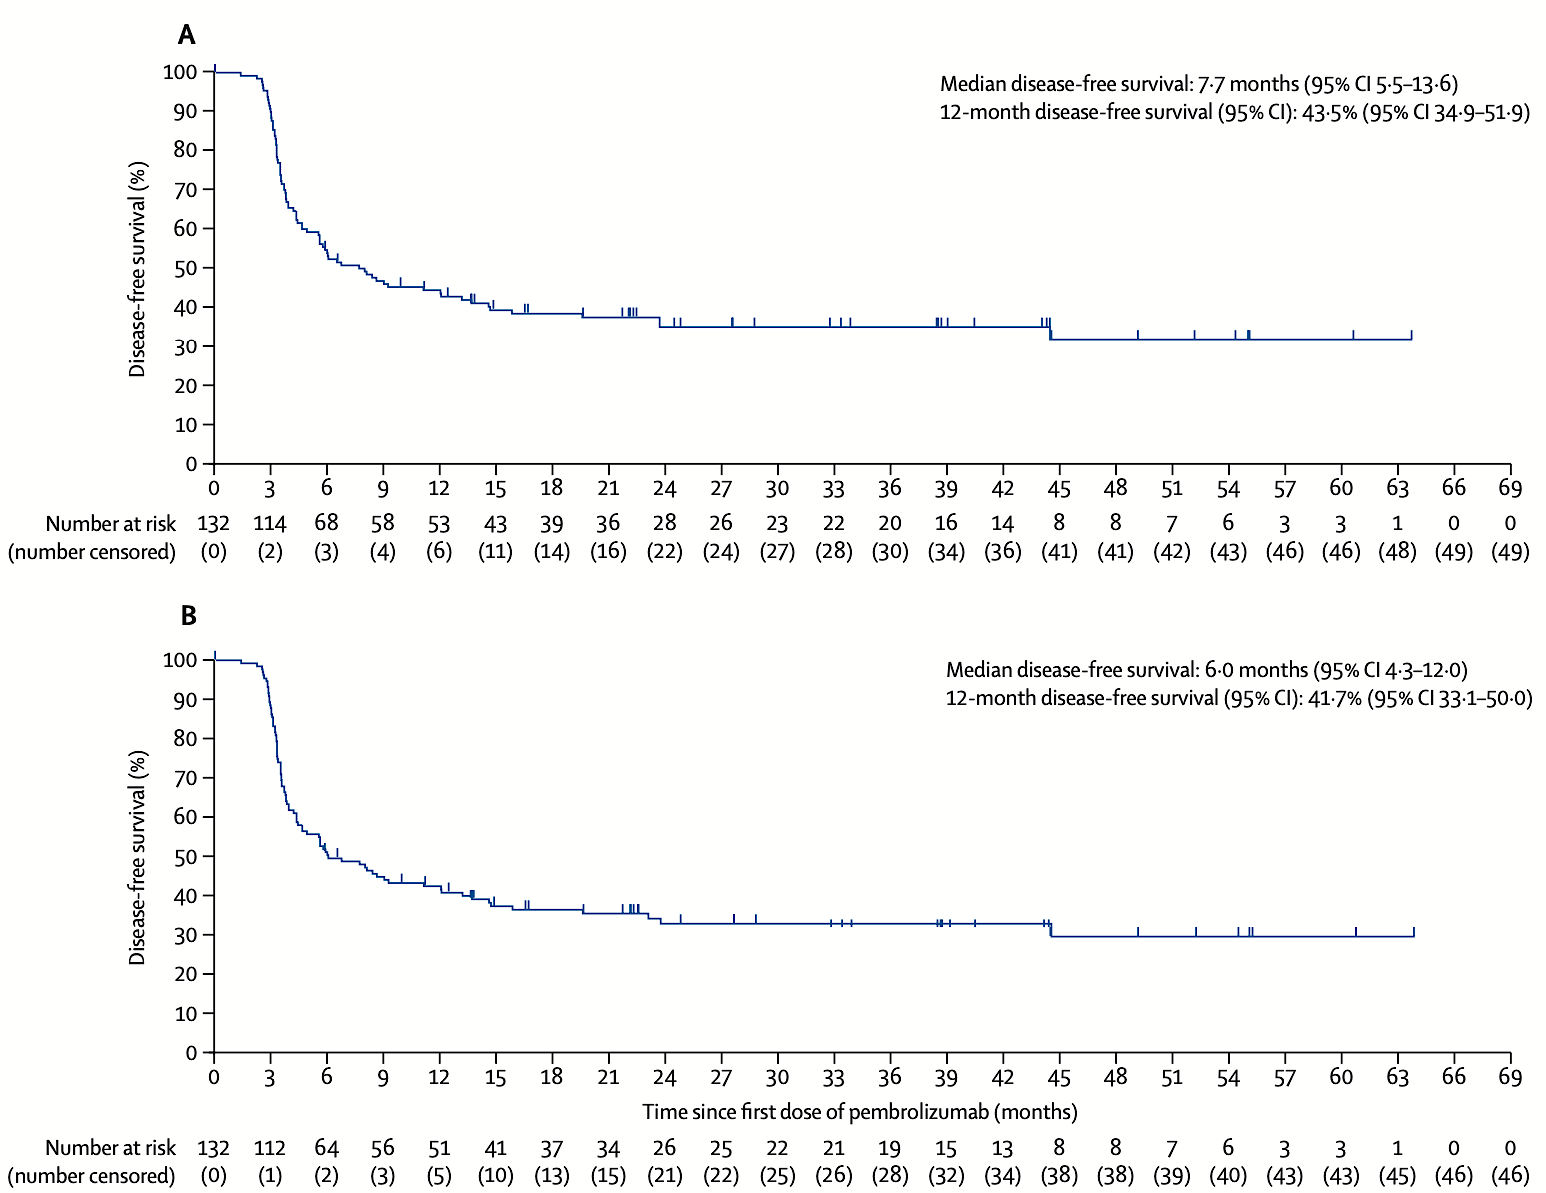 A
Median disease-free survival: 7·7 months (95% CI 5·5–13·6)
12-month disease-free survival (95% CI): 43·5% (95% CI 34·9–51·9)
Disease-free survival (%)
100
90
80
70
60
50
40
30
20
10
0
0 3 6 9 12 15 18 21 24 27 30 33 36 39 42 45 48 51 54 57 60 63 66 69
Number at risk 132 114 68 58 53 43 39 36 28 26 23 22 20 16 14 8 8 7 6 3 3 1 0 0
(number censored) (0) (2) (3) (4) (6) (11) (14) (16) (22) (24) (27) (28) (30) (34) (36) (41) (41) (42) (43) (46) (46) (48) (49) (49)
B
Median disease-free survival: 6·0 months (95% CI 4·3–12·0)
12-month disease-free survival (95% CI): 41·7% (95% CI 33·1–50·0)
Disease-free survival (%)
100
90
80
70
60
50
40
30
20
10
0
0 3 6 9 12 15 18 21 24 27 30 33 36 39 42 45 48 51 54 57 60 63 66 69
Time since first dose of pembrolizumab (months)
Number at risk 132 112 64 56 51 41 37 34 26 25 22 21 19 15 13 8 8 7 6 3 3 1 0 0
(number censored) (0) (1) (2) (3) (5) (10) (13) (15) (21) (22) (25) (26) (28) (32) (34) (38) (38) (39) (40) (43) (43) (45) (46) (46)